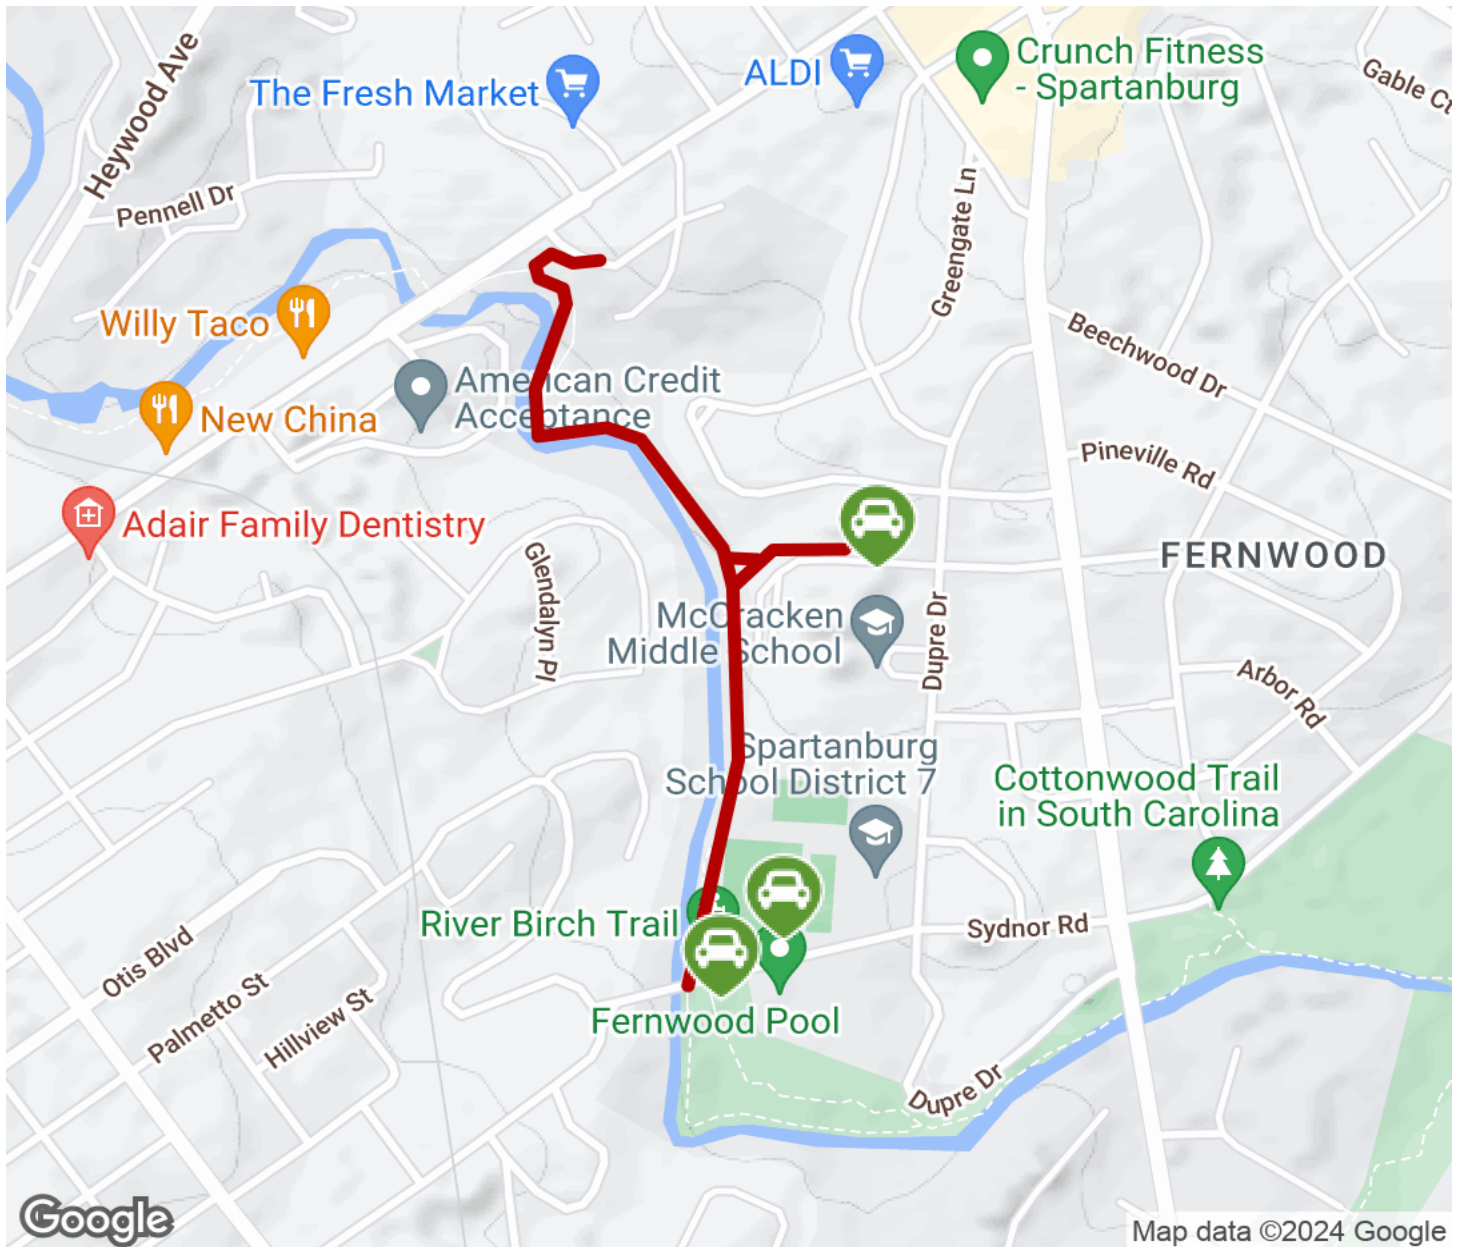 Heywood Ave
The Fresh Market
ALDI
Crunch Fitness
- Spartanburg
Gable Ct
Pennell Dr
Greengate Ln
Willy Taco
New China
American Credit
Acceptance
Beechwood Dr
Pineville Rd
Adair Family Dentistry
Glendalyn Pl
FERNWOOD
McCracken
Middle School
Dupre Dr
Arbor Rd
Spartanburg
School District 7
Cottonwood Trail
in South Carolina
River Birch Trail
Sydnor Rd
Otis Blvd
Palmetto St
Hillview St
Fernwood Pool
Dupre Dr
Google
Map data ©2024 Google